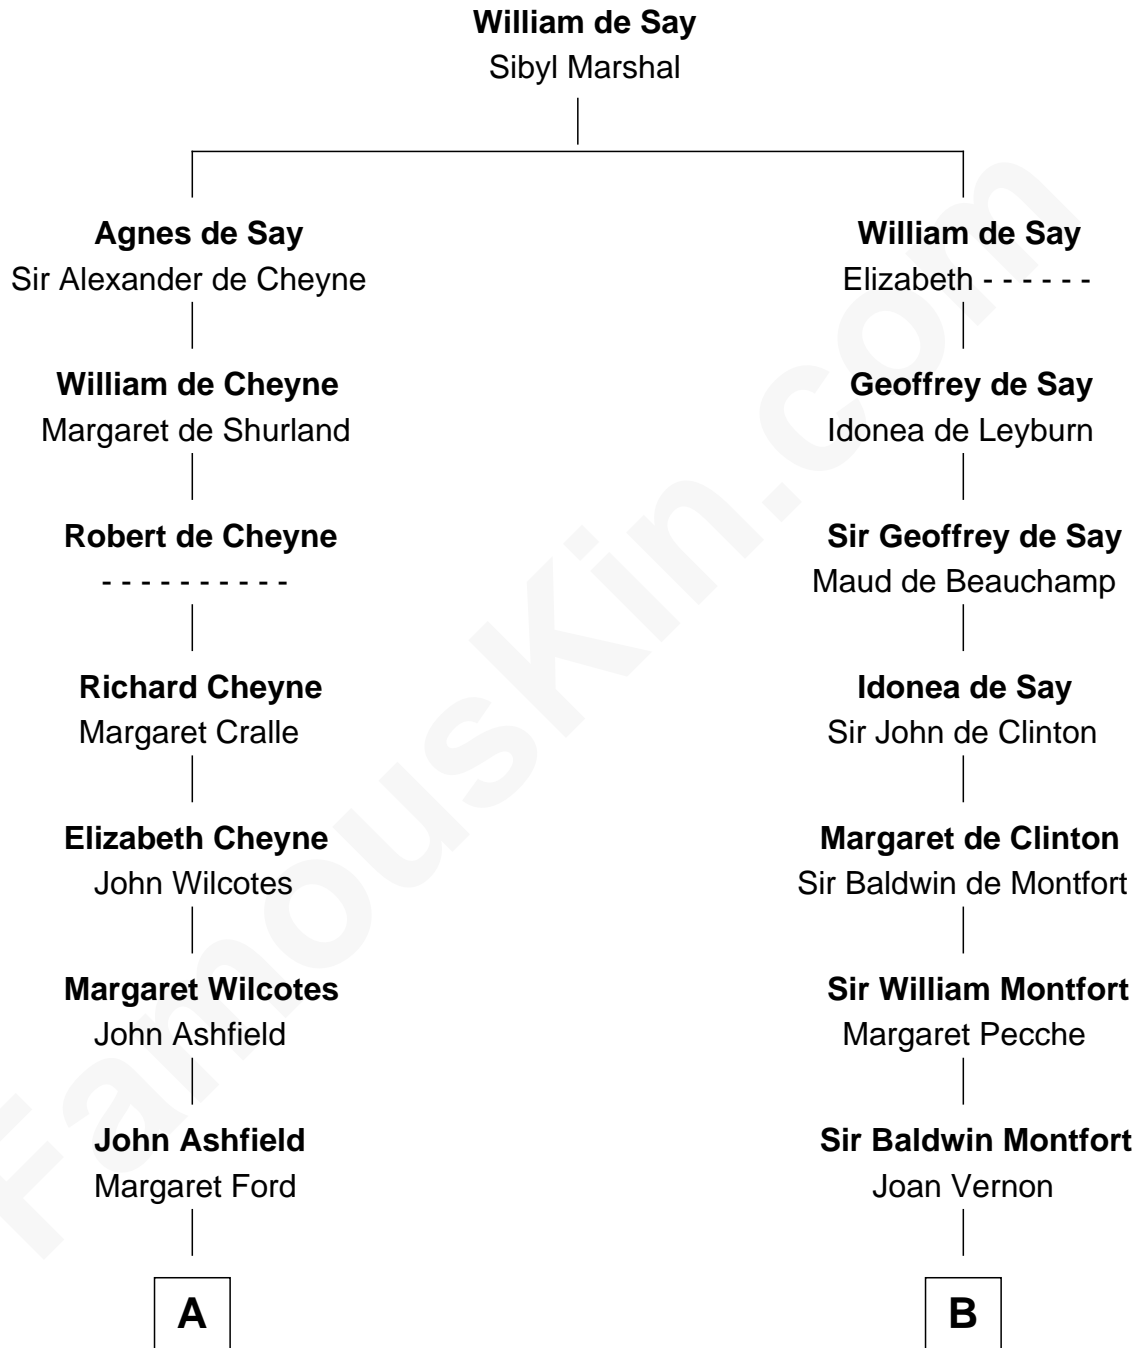 William de Say
Sibyl Marshal
Agnes de Say
Sir Alexander de Cheyne
William de Say
Elizabeth - - - - - -
William de Cheyne
Margaret de Shurland
Geoffrey de Say
Idonea de Leyburn
Robert de Cheyne
- - - - - - - - - -
Sir Geoffrey de Say
Maud de Beauchamp
Richard Cheyne
Margaret Cralle
Idonea de Say
Sir John de Clinton
Elizabeth Cheyne
John Wilcotes
Margaret de Clinton
Sir Baldwin de Montfort
Margaret Wilcotes
John Ashfield
Sir William Montfort
Margaret Pecche
John Ashfield
Margaret Ford
Sir Baldwin Montfort
Joan Vernon
A
B
FamousKin.com